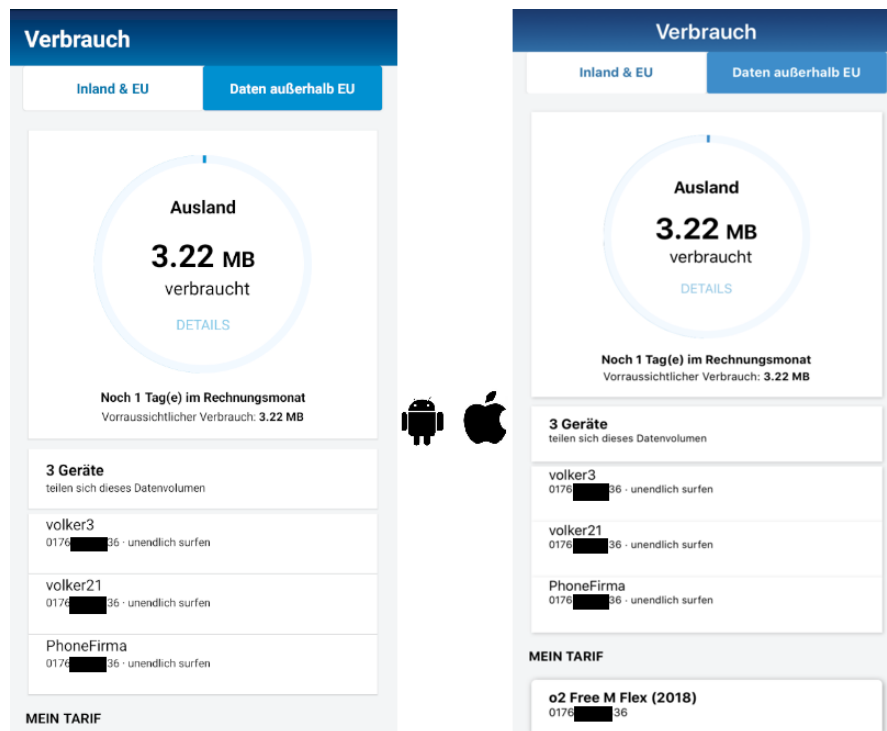 Verbrauch
Inland & EU
Daten außerhalb EU
Ausland
3.22 MB
verbraucht
DETAILS
Noch 1 Tag(e) im Rechnungsmonat
Vorraussichtlicher Verbrauch: 3.22 MB
3 Geräte
teilen sich dieses Datenvolumen
volker3
0176 36 · unendlich surfen
volker21
0176 36 · unendlich surfen
PhoneFirma
0176 36 · unendlich surfen
MEIN TARIF
Verbrauch
Inland & EU
Daten außerhalb EU
Ausland
3.22 MB
verbraucht
DETAILS
Noch 1 Tag(e) im Rechnungsmonat
Vorraussichtlicher Verbrauch: 3.22 MB
3 Geräte
teilen sich dieses Datenvolumen
volker3
0176 36 · unendlich surfen
volker21
0176 36 · unendlich surfen
PhoneFirma
0176 36 · unendlich surfen
MEIN TARIF
o2 Free M Flex (2018)
0176 36